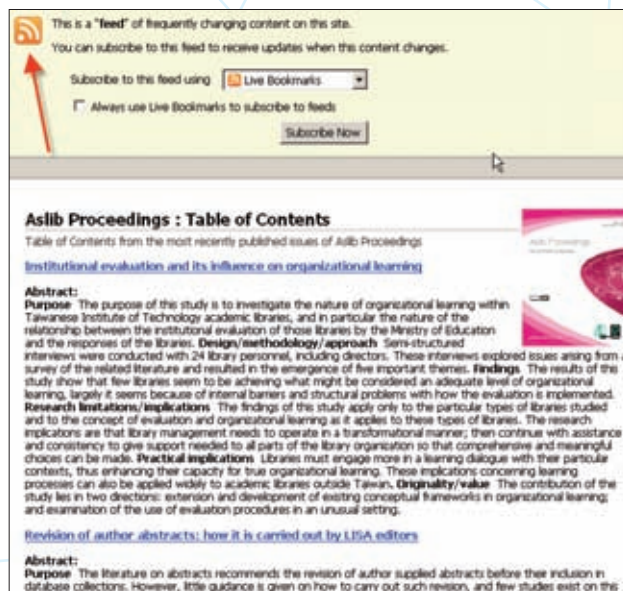 This is a "feed" of frequently changing content on this site.
You can subscribe to this feed to receive updates when this content changes.
Subscribe to this feed using Live Bookmarks
Always use Live Bookmarks to subscribe to feeds
Subscribe Now
Aslib Proceedings : Table of Contents
Table of Contents from the most recently published issues of Aslib Proceedings
Institutional evaluation and its influence on organizational learning
Abstract:
Purpose The purpose of this study is to investigate the nature of organizational learning within
Taiwanese Institute of Technology academic libraries, and in particular the nature of the
relationship between the institutional evaluation of those libraries by the Ministry of Education
and the responses of the libraries. Design/methodology/approach Semi-structured
interviews were conducted with 24 library personnel, including directors. These interviews explored issues arising from a
survey of the related literature and resulted in the emergence of five important themes. Findings The results of this
study show that few libraries seem to be achieving what might be considered an adequate level of organizational
learning, largely it seems because of internal barriers and structural problems with how the evaluation is implemented.
Research limitations/implications The findings of this study apply only to the particular types of libraries studied
and to the concept of evaluation and organizational learning as it applies to these types of libraries. The research
implications are that library management needs to operate in a transformational manner; then continue with assistance
and consistency to give support needed to all parts of the library organization so that comprehensive and meaningful
choices can be made. Practical implications Libraries must engage more in a learning dialogue with their particular
contexts, thus enhancing their capacity for true organizational learning. These implications concerning learning
processes can also be applied widely to academic libraries outside Taiwan. Originality/value The contribution of the
study lies in two directions: extension and development of existing conceptual frameworks in organizational learning;
and examination of the use of evaluation procedures in an unusual setting.
Revision of author abstracts: how it is carried out by LISA editors
Abstract:
Purpose The literature on abstracts recommends the revision of author supplied abstracts before their inclusion in
database collections. However, little guidance is given on how to carry out such revision, and few studies exist on this